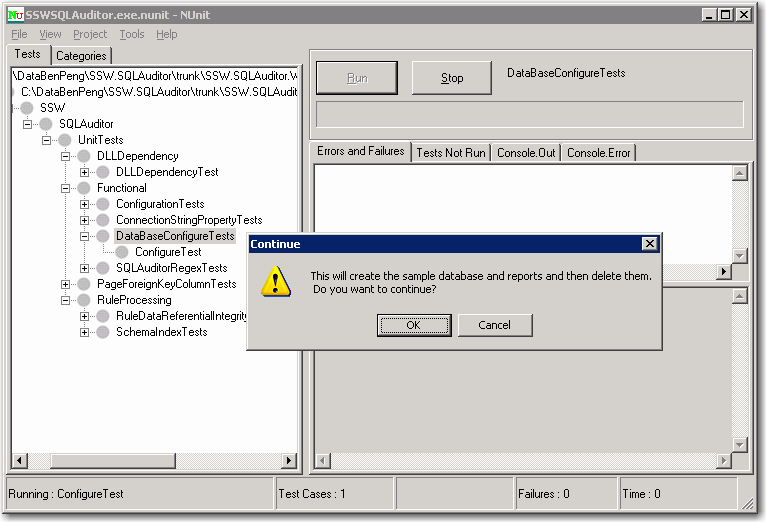 NU SSWSQLAuditor.exe.nunit - NUnit
File View Project Tools Help
Tests Categories
\DataBenPeng\SSW.SQLAuditor\trunk\SSW.SQLAuditor.W
C:\DataBenPeng\SSW.SQLAuditor\trunk\SSW.SQLAudit
SSW
SQLAuditor
UnitTests
DLLDependency
DLLDependencyTest
Functional
ConfigurationTests
ConnectionStringPropertyTests
DataBaseConfigureTests
ConfigureTest
SQLAuditorRegexTests
PageForeignKeyColumnTests
RuleProcessing
RuleDataReferentialIntegrity
SchemaIndexTests
Run Stop DataBaseConfigureTests
Errors and Failures Tests Not Run Console.Out Console.Error
Continue
This will create the sample database and reports and then delete them.
Do you want to continue?
OK Cancel
Running : ConfigureTest Test Cases : 1 Failures : 0 Time : 0